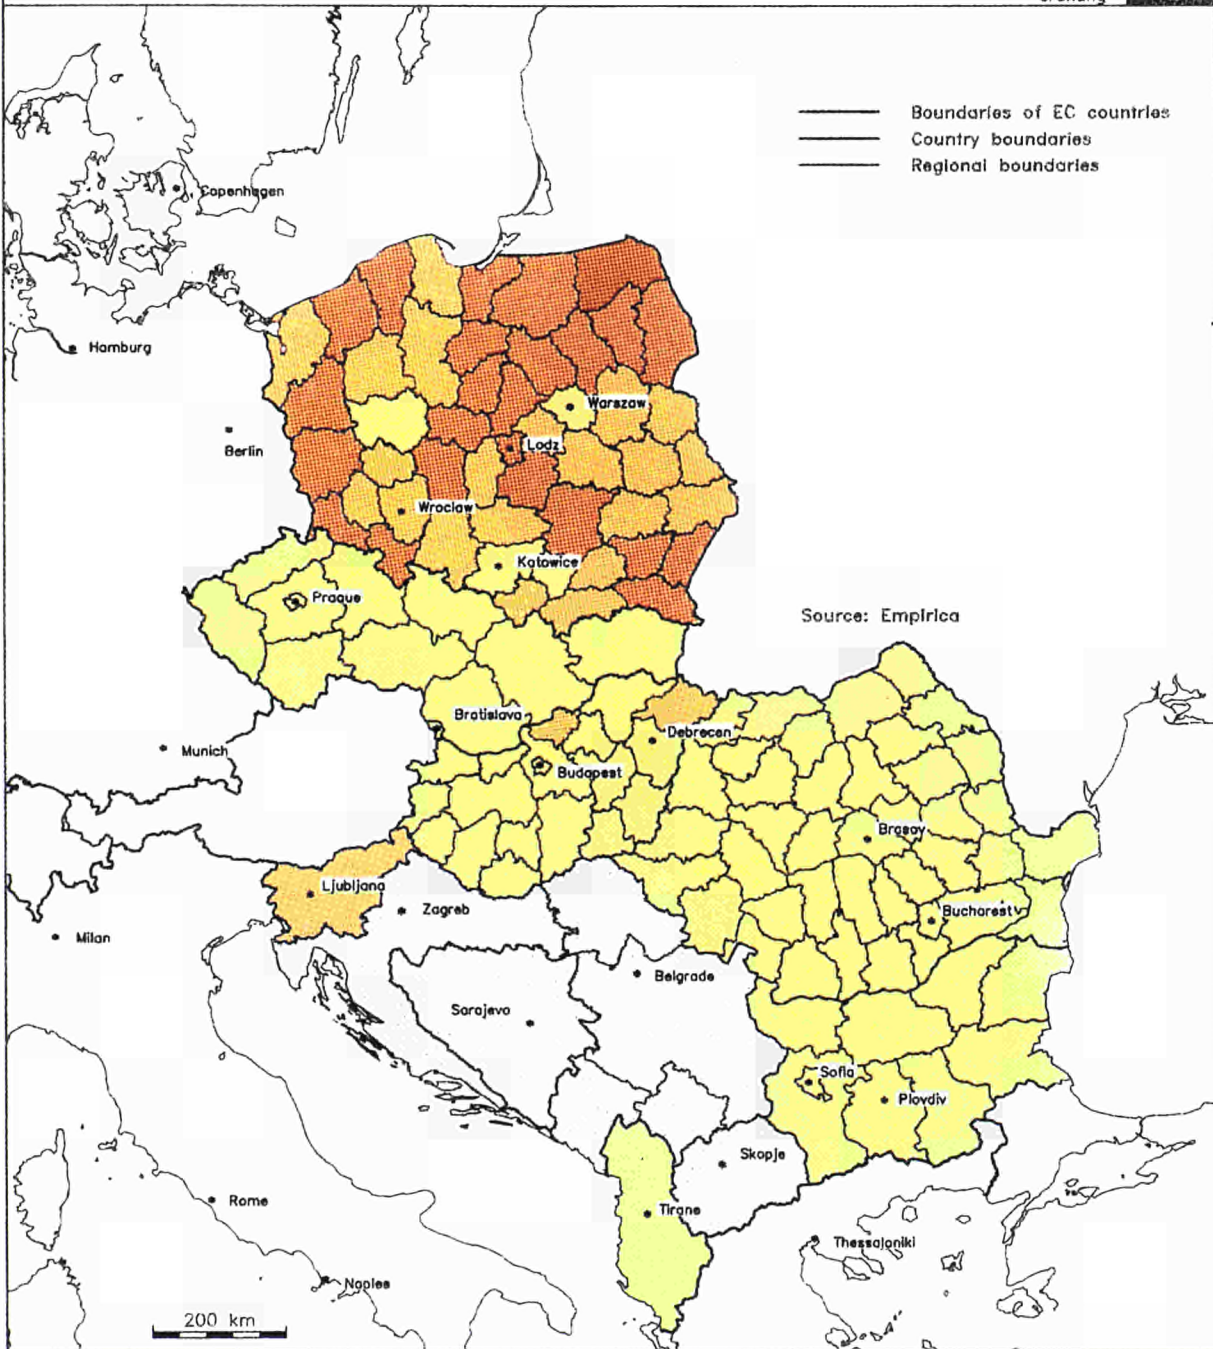 Boundaries of EC countries
Country boundaries
Regional boundaries
Copenhagen
Hamburg
Warszaw
Berlin
Lodz
Wroclaw
Katowice
Praque
Source: Empirica
Bratislava
Debrecen
Munich
Budapest
Brasov
Ljubljana
Zagreb
Bucharest
Milan
Belgrade
Sarajevo
Sofia
Plovdiv
Skopje
Rome
Tirane
Thessaloniki
Naples
200 km